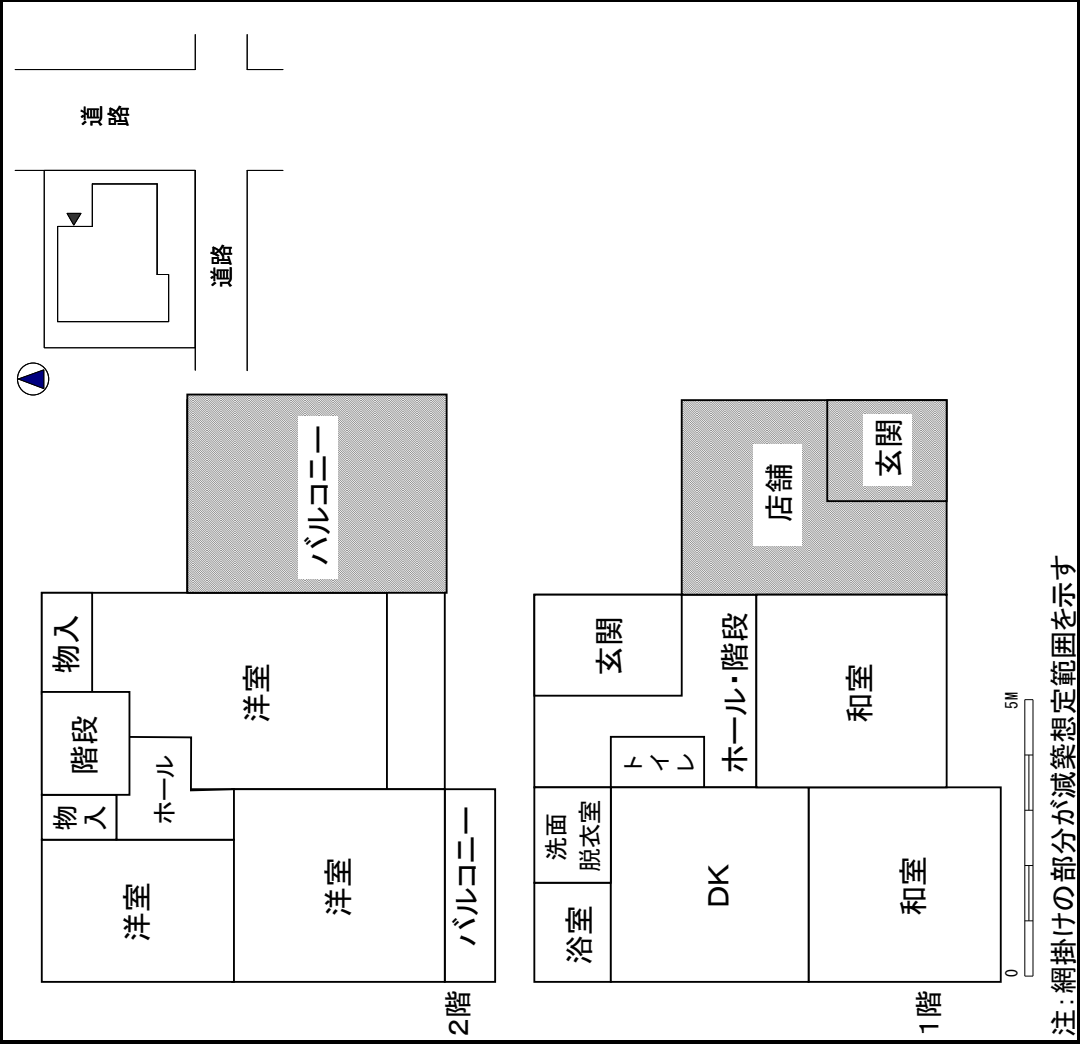 道路
道路
バルコニー
物入
階段
洋室
物入
ホール
洋室
洋室
バルコニー
2階
店舗
玄関
玄関
ホール・階段
トイレ
和室
洗面
脱衣室
浴室
DK
和室
1階
0
5M
注：網掛けの部分が減築想定範囲を示す